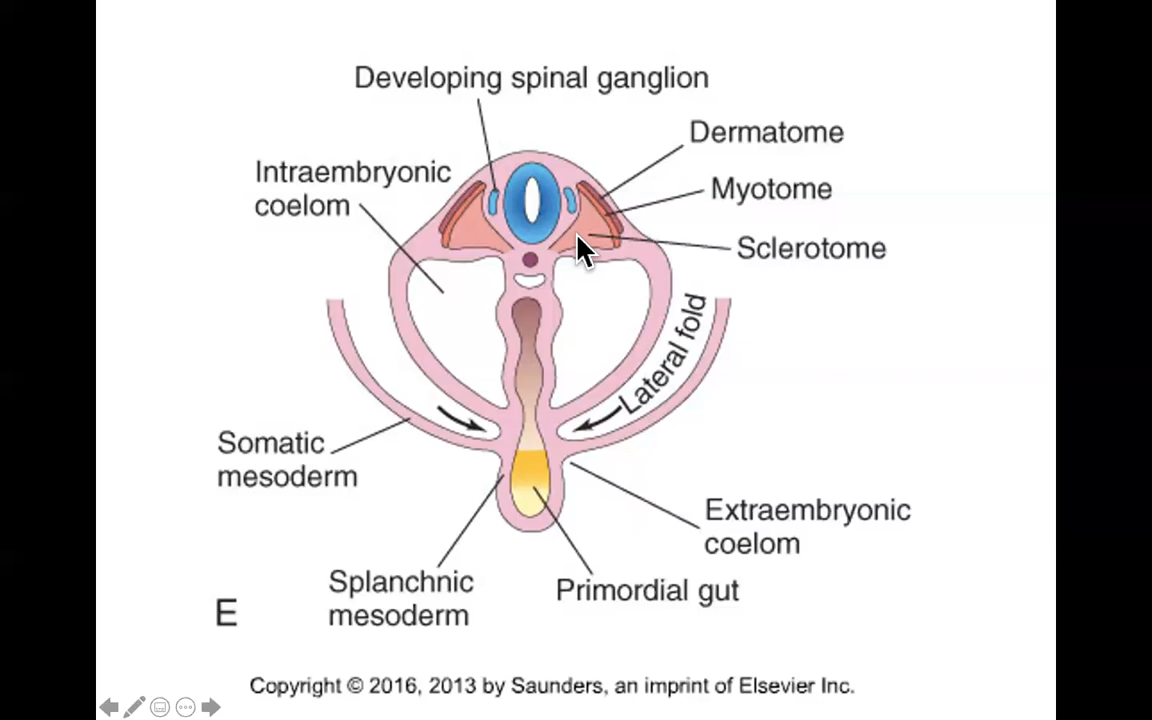 Developing spinal ganglion
Dermatome
Intraembryonic
coelom
Myotome
Sclerotome
Lateral fold
Somatic
mesoderm
Extraembryonic
coelom
Splanchnic
mesoderm
Primordial gut
E
Copyright © 2016, 2013 by Saunders, an imprint of Elsevier Inc.